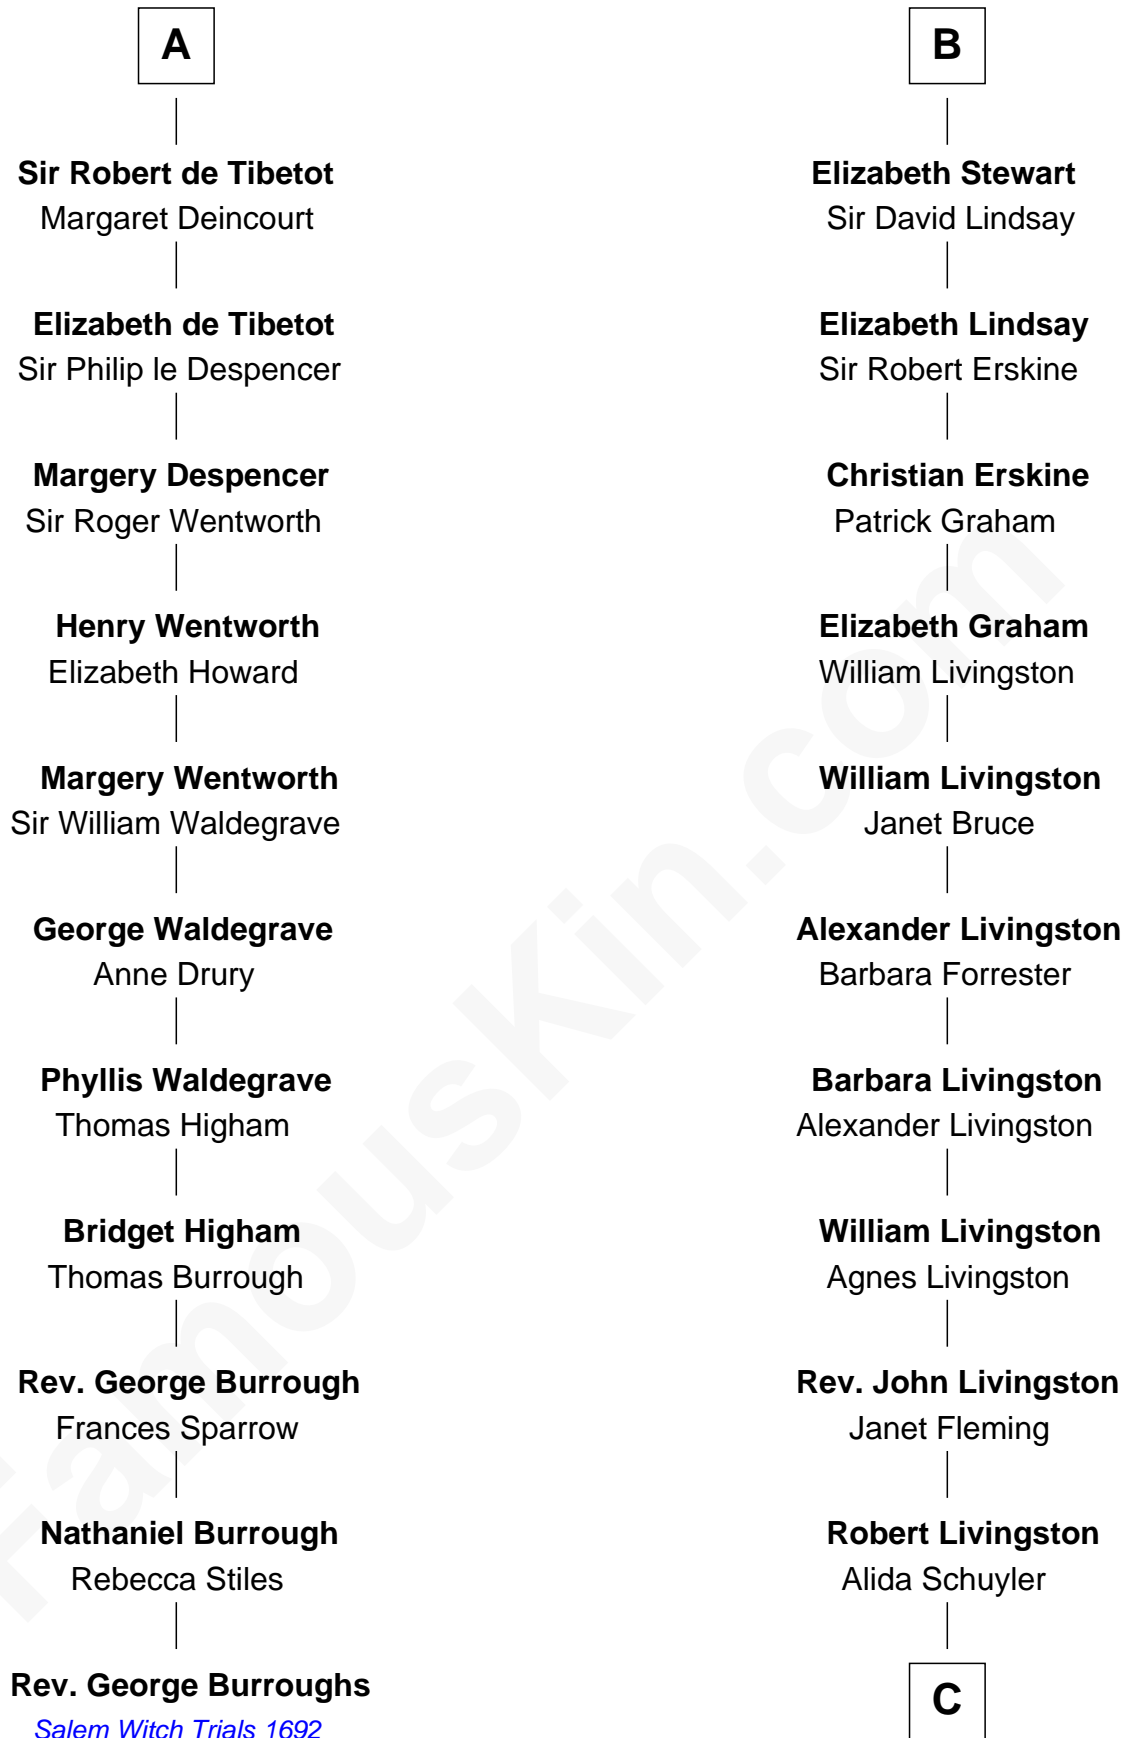 A
Sir Robert de Tibetot
Margaret Deincourt
Elizabeth de Tibetot
Sir Philip le Despencer
Margery Despencer
Sir Roger Wentworth
Henry Wentworth
Elizabeth Howard
Margery Wentworth
Sir William Waldegrave
George Waldegrave
Anne Drury
Phyllis Waldegrave
Thomas Higham
Bridget Higham
Thomas Burrough
Rev. George Burrough
Frances Sparrow
Nathaniel Burrough
Rebecca Stiles
Rev. George Burroughs
Salem Witch Trials 1692
B
Elizabeth Stewart
Sir David Lindsay
Elizabeth Lindsay
Sir Robert Erskine
Christian Erskine
Patrick Graham
Elizabeth Graham
William Livingston
William Livingston
Janet Bruce
Alexander Livingston
Barbara Forrester
Barbara Livingston
Alexander Livingston
William Livingston
Agnes Livingston
Rev. John Livingston
Janet Fleming
Robert Livingston
Alida Schuyler
C
FamousKin.com